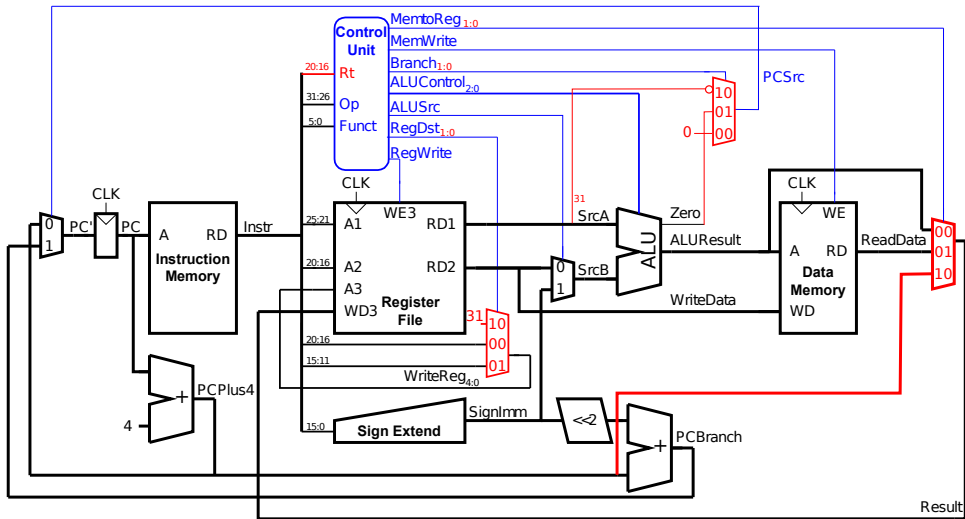 MemtoReg1:0
Control
Unit
MemWrite
Branch1:0
PCSrc
20:16
Rt
ALUControl2:0
10
31:26
Op
ALUSrc
01
5:0
Funct
RegDst1:0
0
00
RegWrite
CLK
CLK
31
CLK
WE3
WE
0
1
PC'
PC
A
RD
Instr
25:21
A1
RD1
SrcA
Zero
00
Instruction
Memory
ALU
ALUResult
A
RD
ReadData
01
20:16
A2
RD2
0
SrcB
Data
Memory
10
A3
1
WD3
Register
File
WriteData
WD
31
10
20:16
00
15:11
01
WriteReg4:0
PCPlus4
+
4
15:0
Sign Extend
SignImm
<<2
+
PCBranch
Result